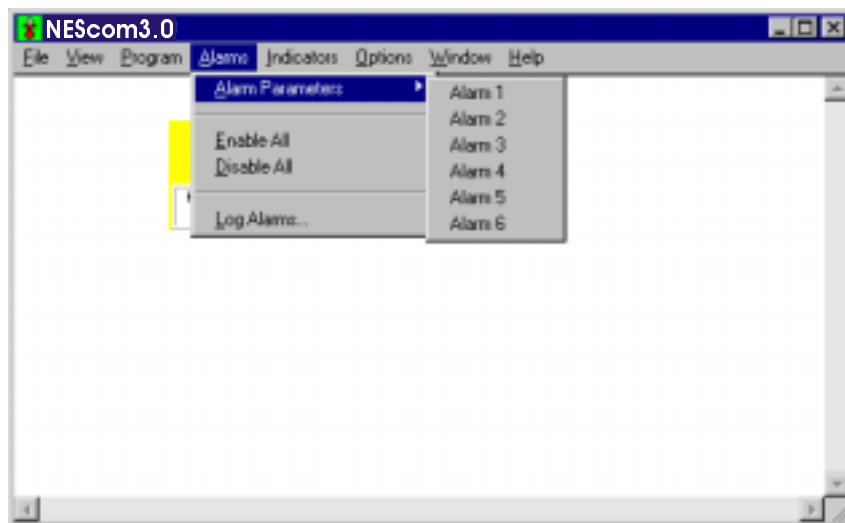 NEScom3.0
File View Program Alarms Indicators Options Window Help
Alarm Parameters
Enable All
Disable All
Log Alarms...
Alarm 1
Alarm 2
Alarm 3
Alarm 4
Alarm 5
Alarm 6